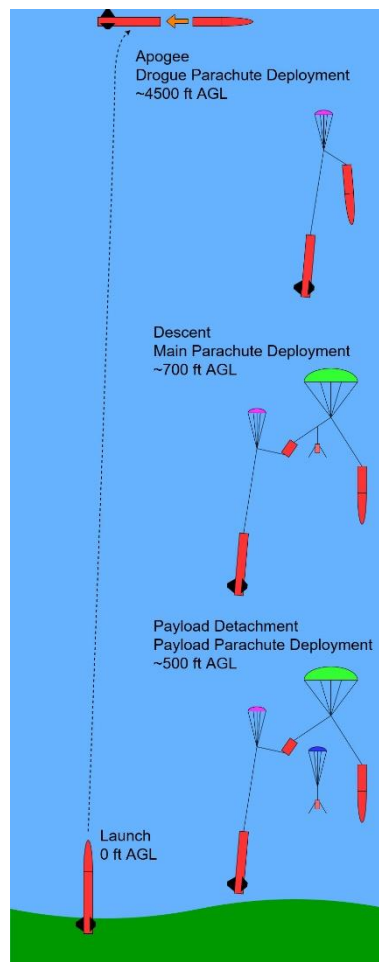 Apogee
Drogue Parachute Deployment
~4500 ft AGL
Descent
Main Parachute Deployment
~700 ft AGL
Payload Detachment
Payload Parachute Deployment
~500 ft AGL
Launch
0 ft AGL